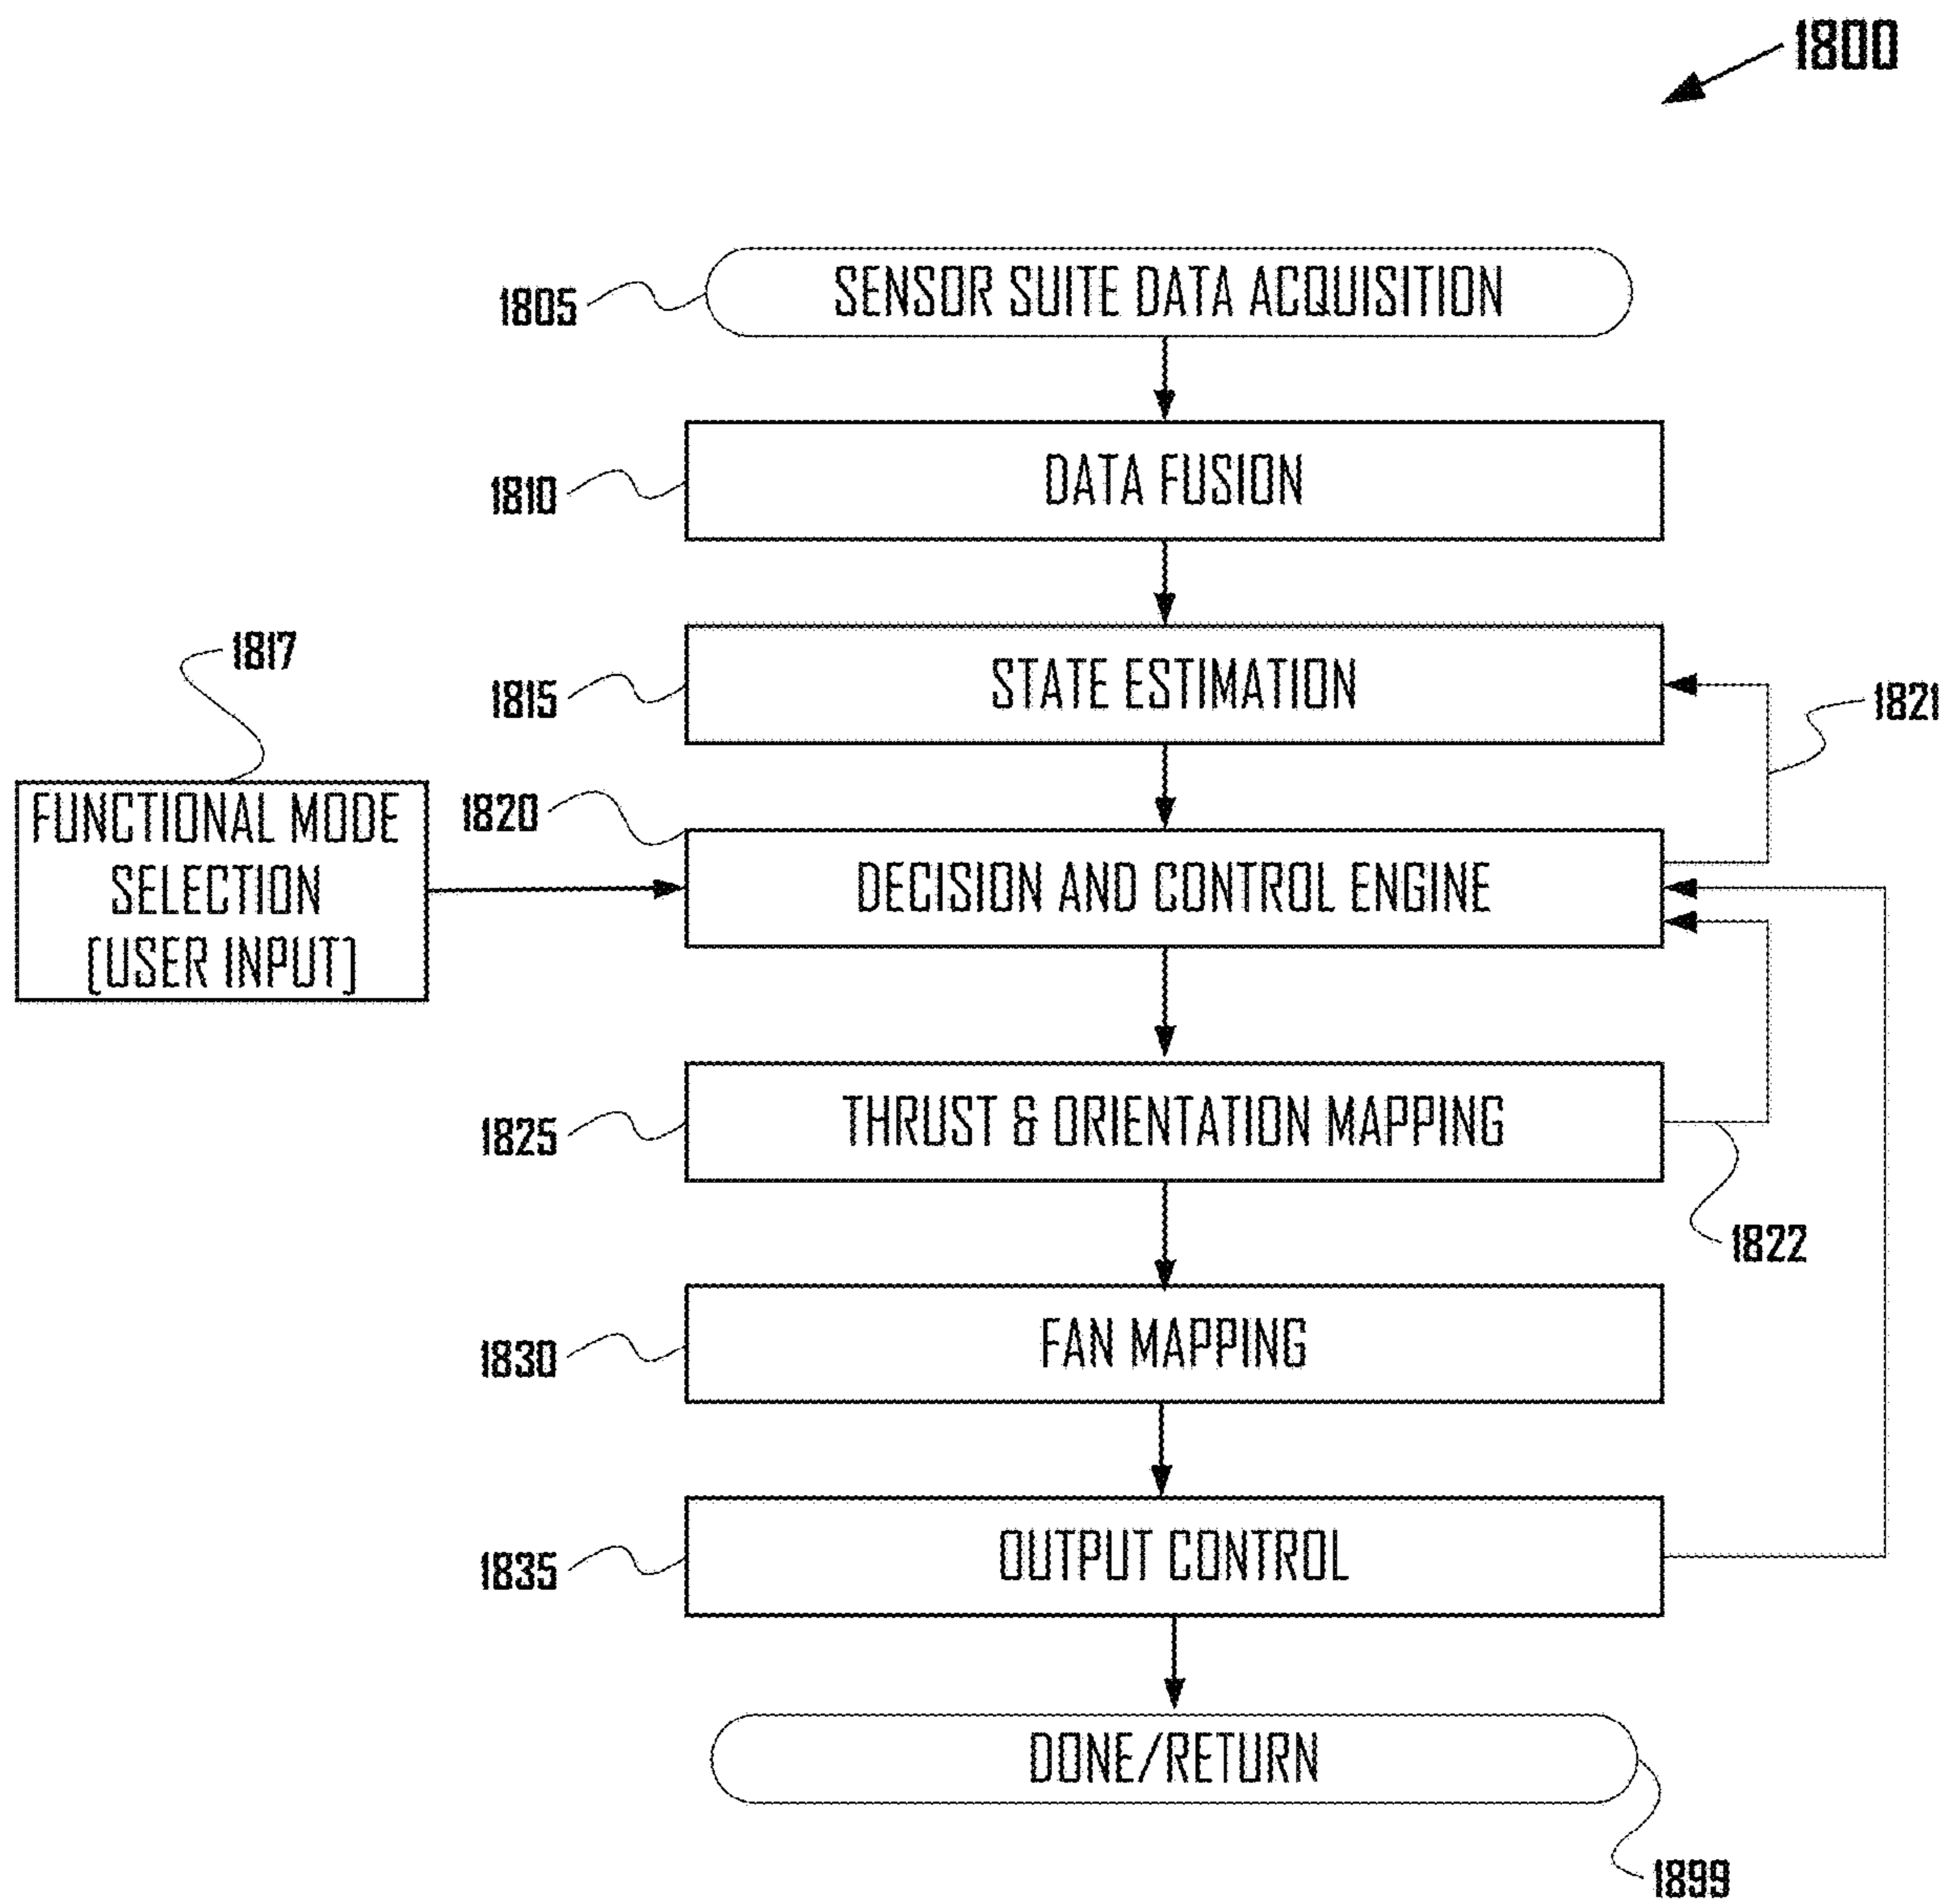 1800
SENSOR SUITE DATA ACQUISITION
1805
DATA FUSION
1810
1817
STATE ESTIMATION
1815
1821
FUNCTIONAL MODE
SELECTION
[USER INPUT]
1820
DECISION AND CONTROL ENGINE
THRUST & ORIENTATION MAPPING
1825
1822
FAN MAPPING
1830
OUTPUT CONTROL
1835
DONE/RETURN
1899